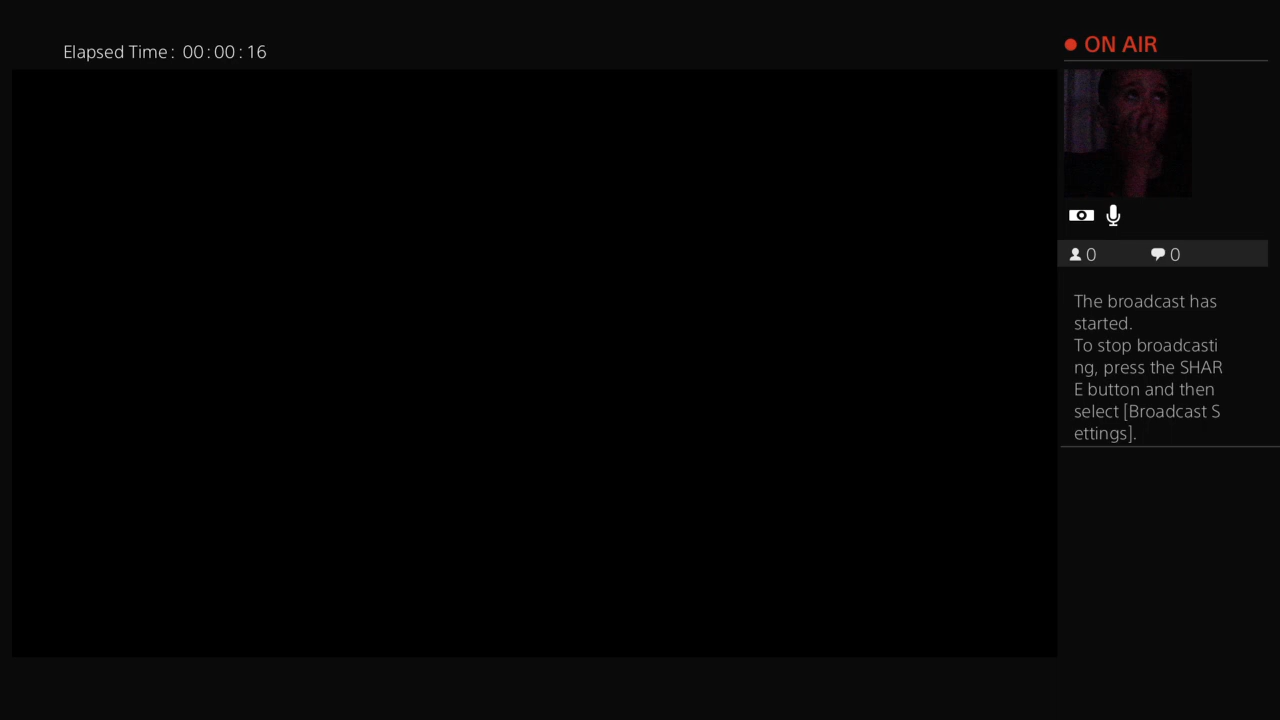 Elapsed Time: 00:00:16
ON AIR
0
0
The broadcast has
started.
To stop broadcasti
ng, press the SHAR
E button and then
select [Broadcast S
ettings].